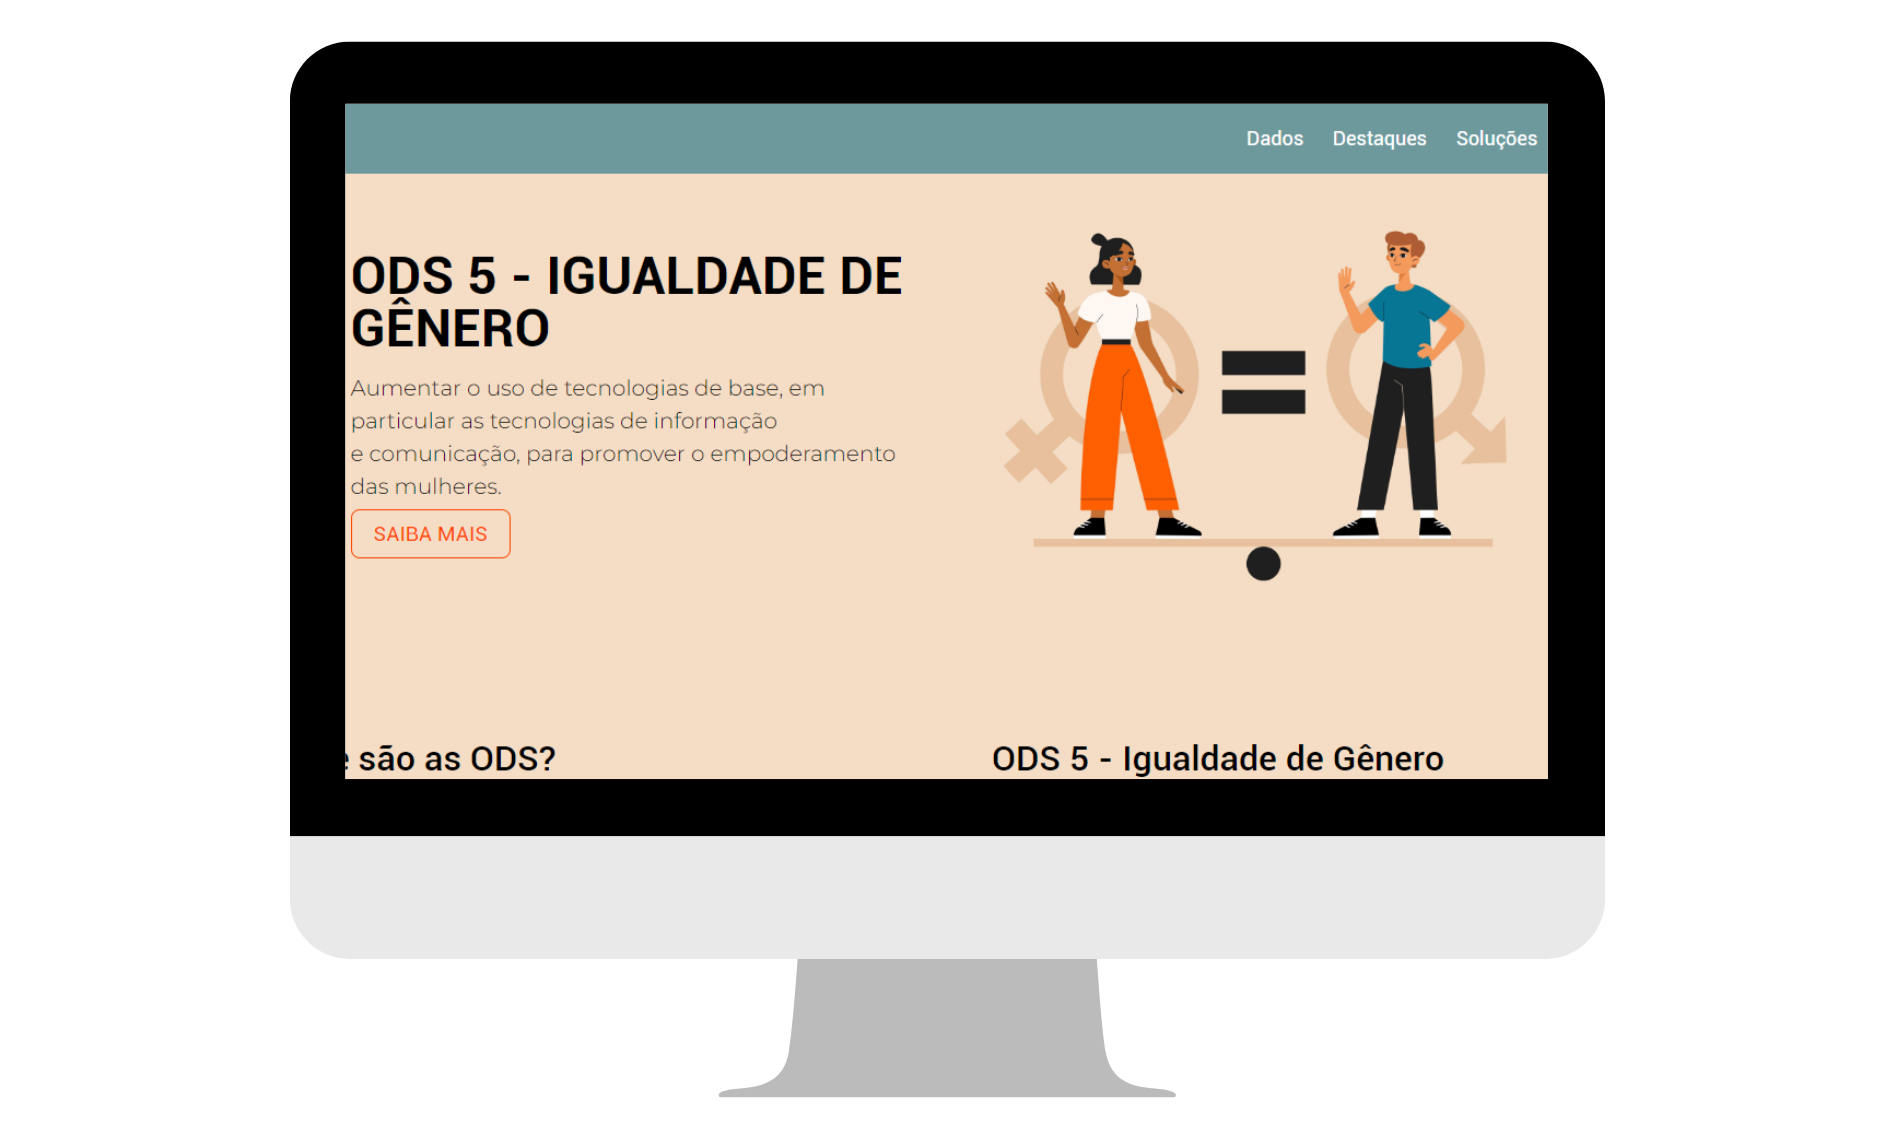 Dados Destaques Soluções
ODS 5 - IGUALDADE DE
GÊNERO
Aumentar o uso de tecnologias de base, em
particular as tecnologias de informação
e comunicação, para promover o empoderamento
das mulheres.
SAIBA MAIS
são as ODS?
ODS 5 - Igualdade de Gênero